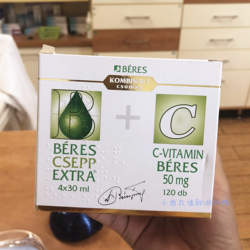 BÉRES
KOMBINÁLT
CSOMAG
B
+
C
BÉRES
CSEPP
EXTRA®
4x30 ml
C-VITAMIN
BÉRES
50 mg
120 db